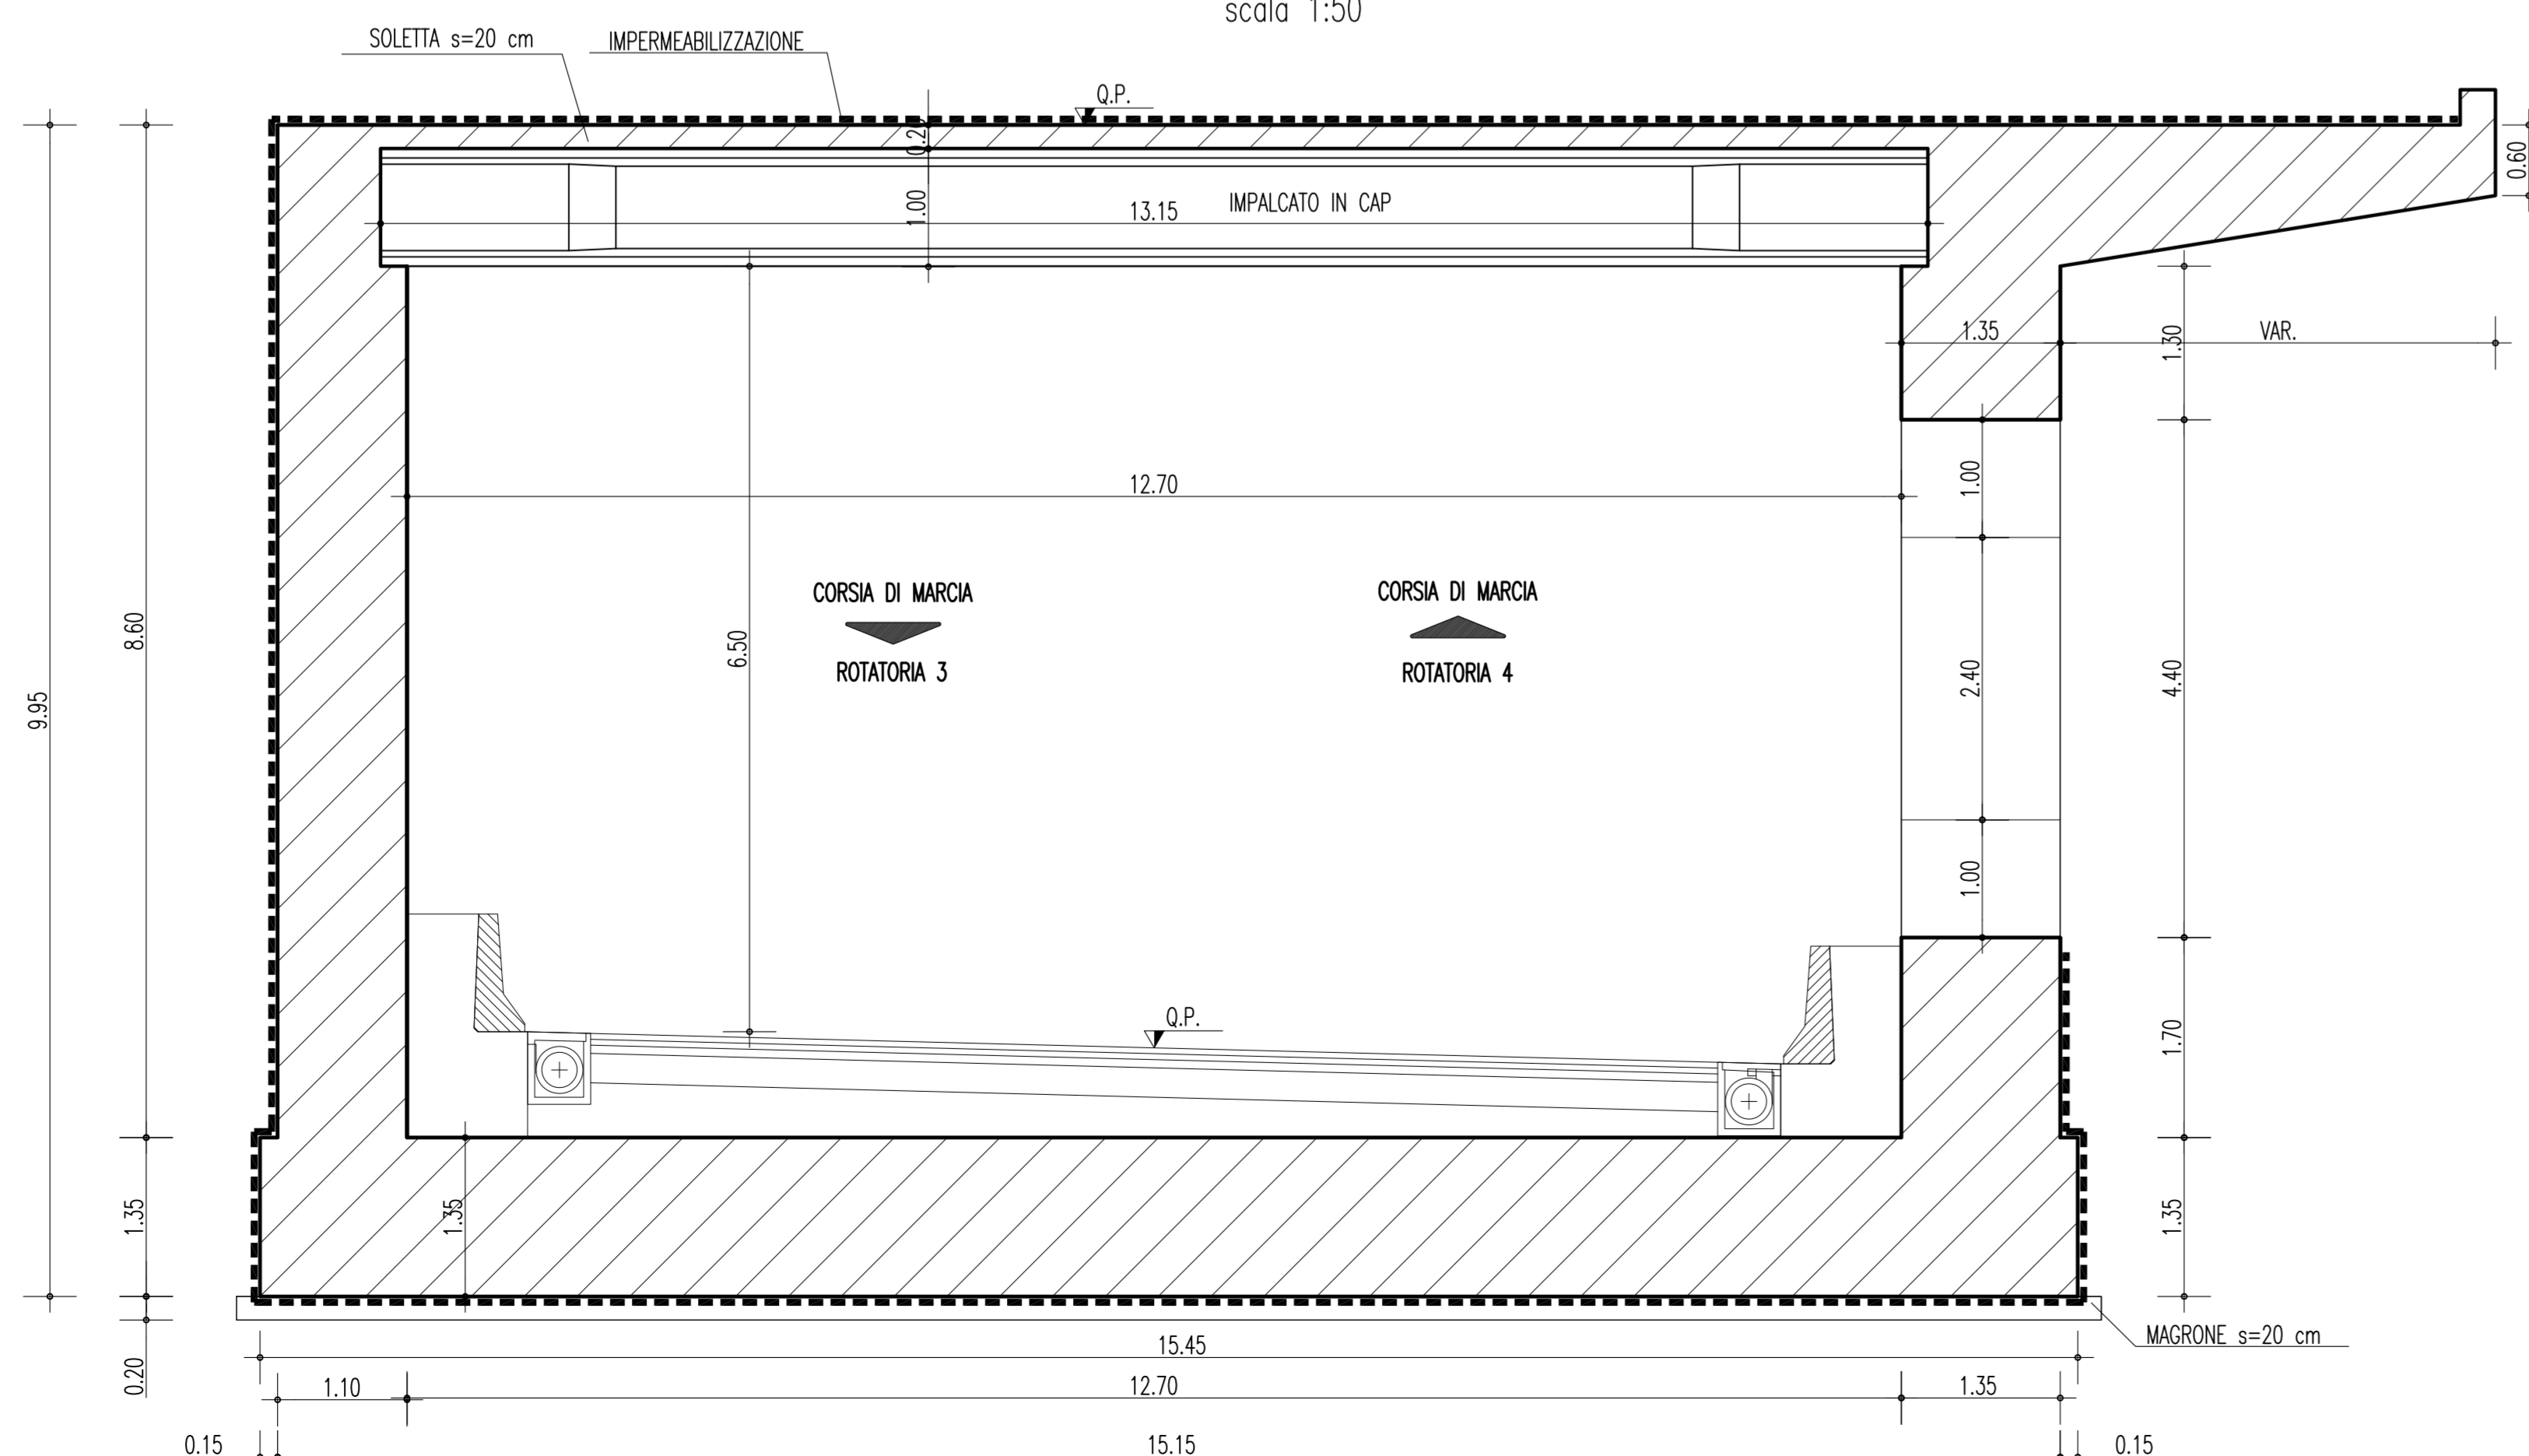 scala 1:50
SOLETTA s=20 cm
IMPERMEABILIZZAZIONE
Q.P.
0.20
0.60
1.00
13.15
IMPALCATO IN CAP
1.35
1.30
VAR.
12.70
1.00
CORSIA DI MARCIA
CORSIA DI MARCIA
8.60
6.50
ROTATORIA 3
ROTATORIA 4
2.40
4.40
9.95
1.00
Q.P.
1.70
1.35
1.35
1.35
MAGRONE s=20 cm
15.45
0.20
1.10
12.70
1.35
0.15
15.15
0.15